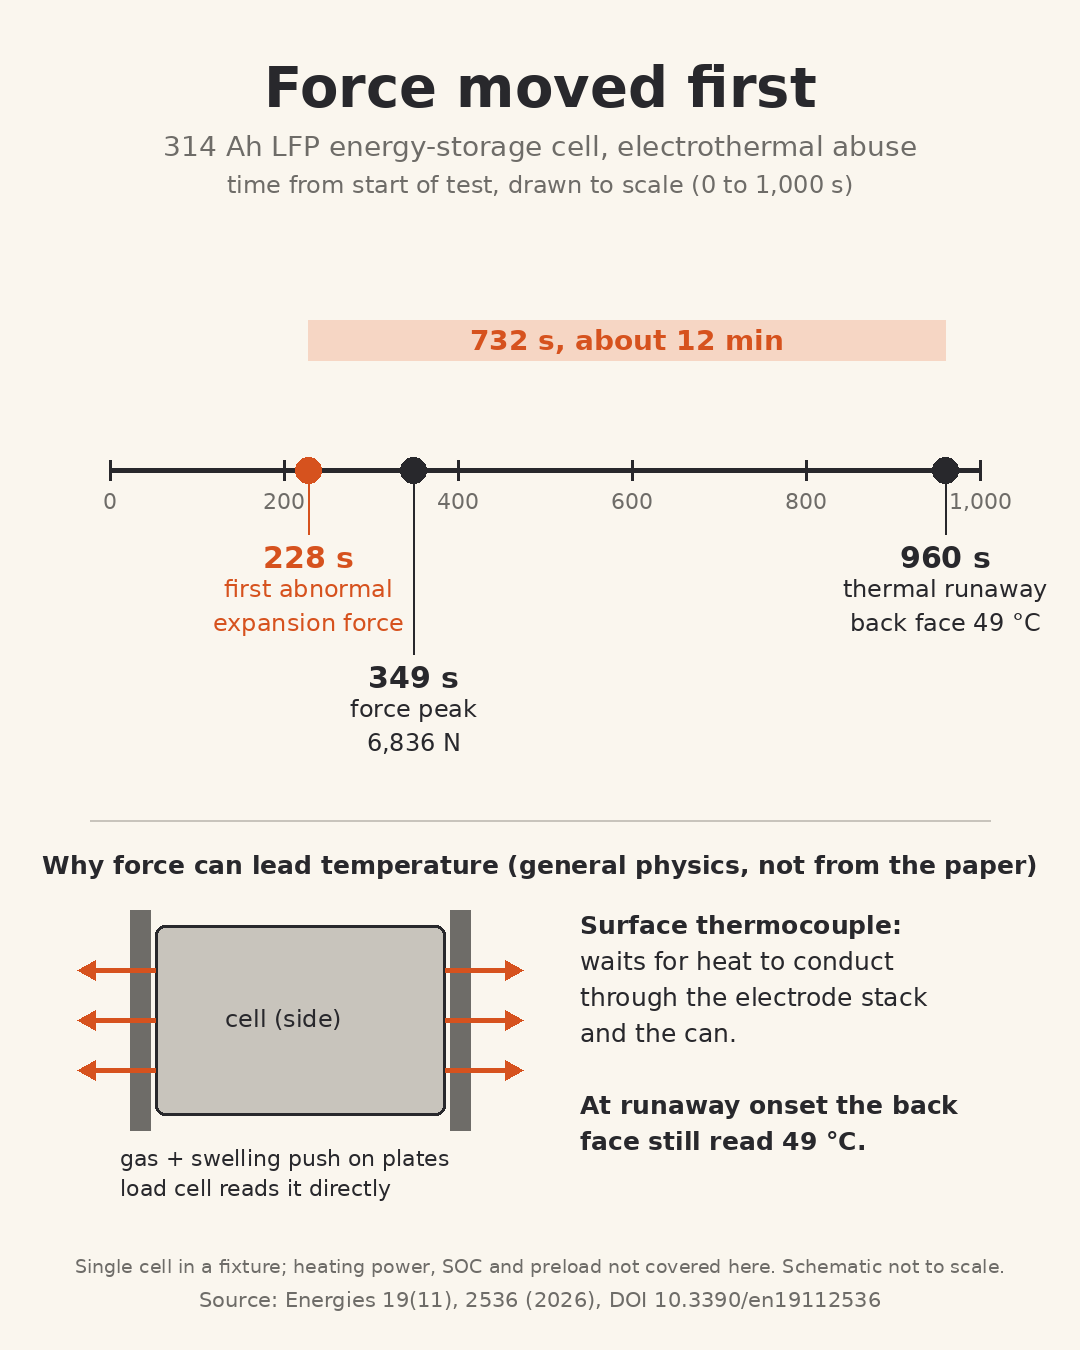 Force moved first
314 Ah LFP energy-storage cell, electrothermal abuse
time from start of test, drawn to scale (0 to 1,000 s)
732 s, about 12 min
0 200 400 600 800 1,000
228 s
first abnormal
expansion force
349 s
force peak
6,836 N
960 s
thermal runaway
back face 49 °C
Why force can lead temperature (general physics, not from the paper)
cell (side)
gas + swelling push on plates
load cell reads it directly
Surface thermocouple:
waits for heat to conduct
through the electrode stack
and the can.
At runaway onset the back
face still read 49 °C.
Single cell in a fixture; heating power, SOC and preload not covered here. Schematic not to scale.
Source: Energies 19(11), 2536 (2026), DOI 10.3390/en19112536